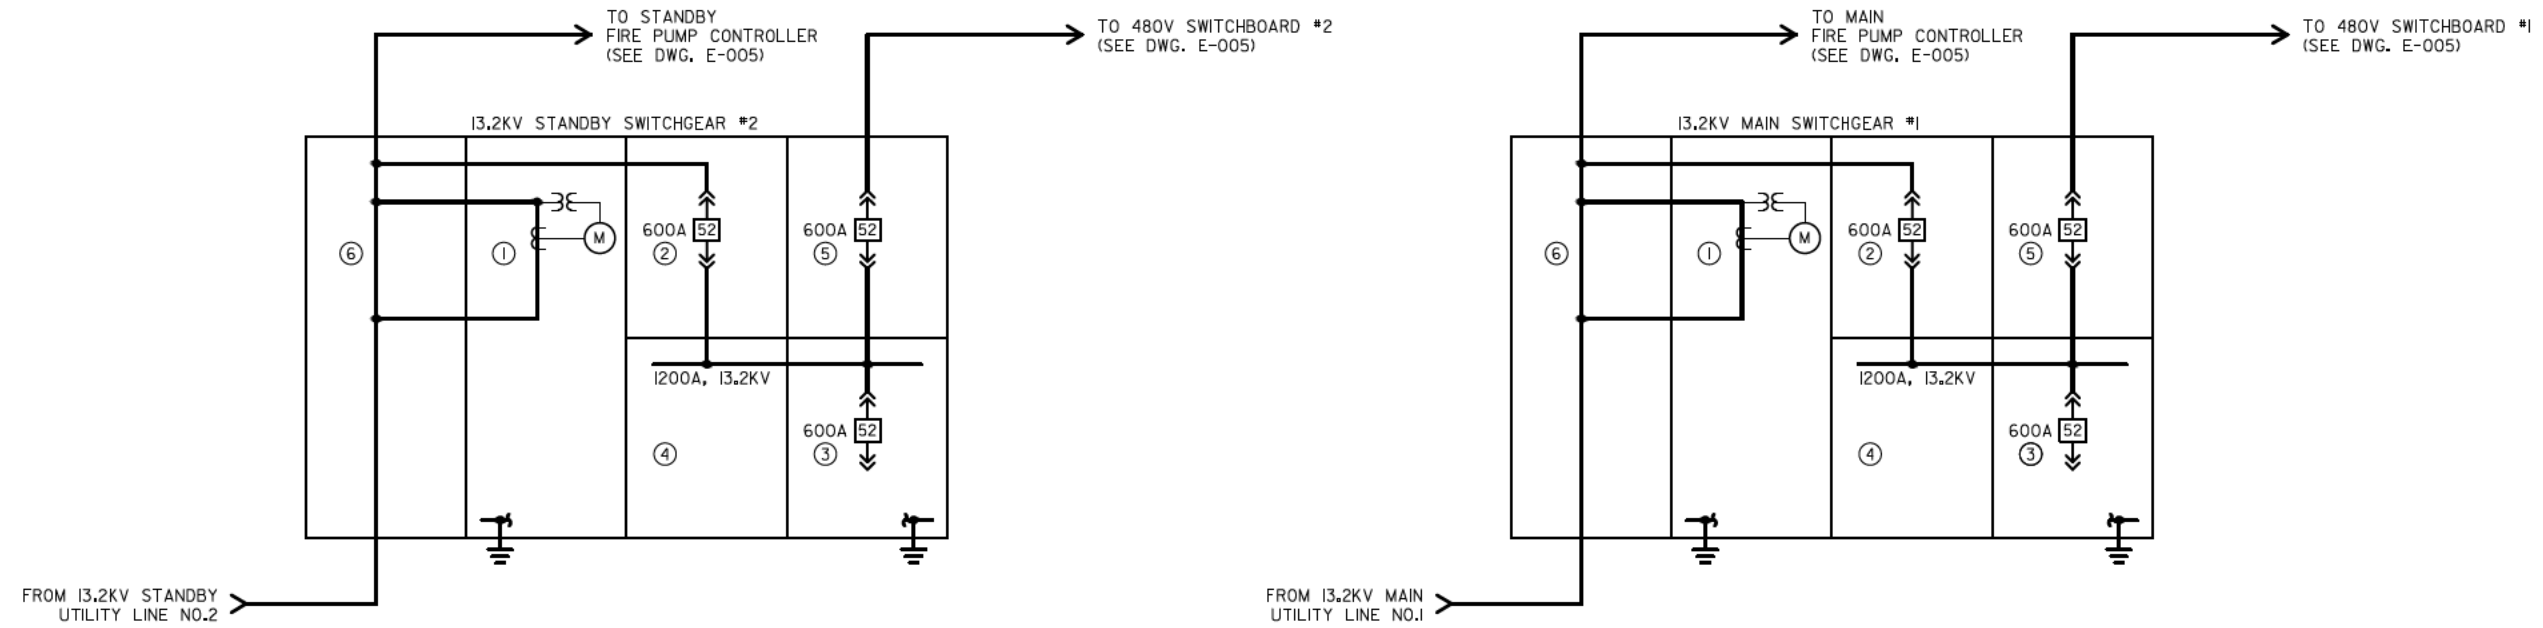 TO STANDBY
FIRE PUMP CONTROLLER
(SEE DWG. E-005)
TO 480V SWITCHBOARD #2
(SEE DWG. E-005)
13.2KV STANDBY SWITCHGEAR #2
6
1
M
600A 52
2
600A 52
5
1200A, 13.2KV
4
600A 52
3
FROM 13.2KV STANDBY
UTILITY LINE NO.2
TO MAIN
FIRE PUMP CONTROLLER
(SEE DWG. E-005)
TO 480V SWITCHBOARD #1
(SEE DWG. E-005)
13.2KV MAIN SWITCHGEAR #1
6
1
M
600A 52
2
600A 52
5
1200A, 13.2KV
4
600A 52
3
FROM 13.2KV MAIN
UTILITY LINE NO.1